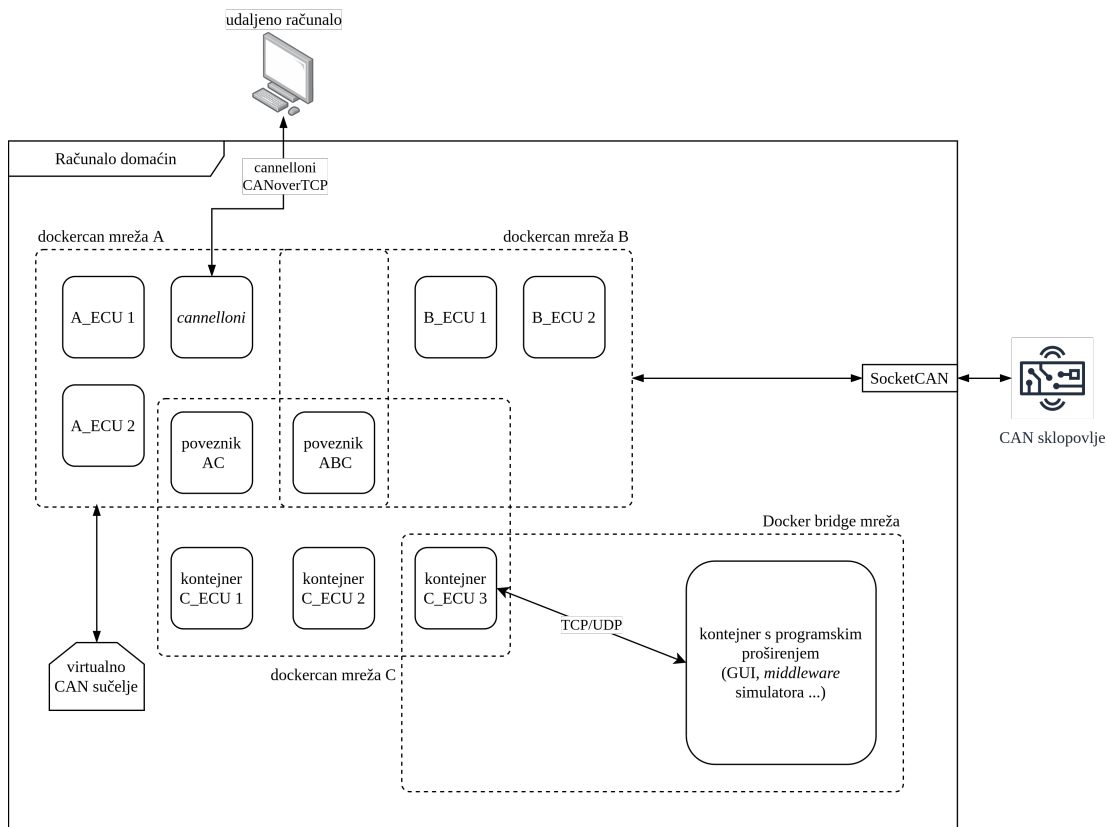 udaljeno računalo
Računalo domaćin
cannelloni
CANoverTCP
dockercan mreža A
dockercan mreža B
A_ECU 1
cannelloni
B_ECU 1
B_ECU 2
SocketCAN
CAN sklopovlje
A_ECU 2
poveznik
AC
poveznik
ABC
Docker bridge mreža
kontejner
C_ECU 1
kontejner
C_ECU 2
kontejner
C_ECU 3
TCP/UDP
kontejner s programskim
proširenjem
(GUI, middleware
simulatora ...)
virtualno
CAN sučelje
dockercan mreža C